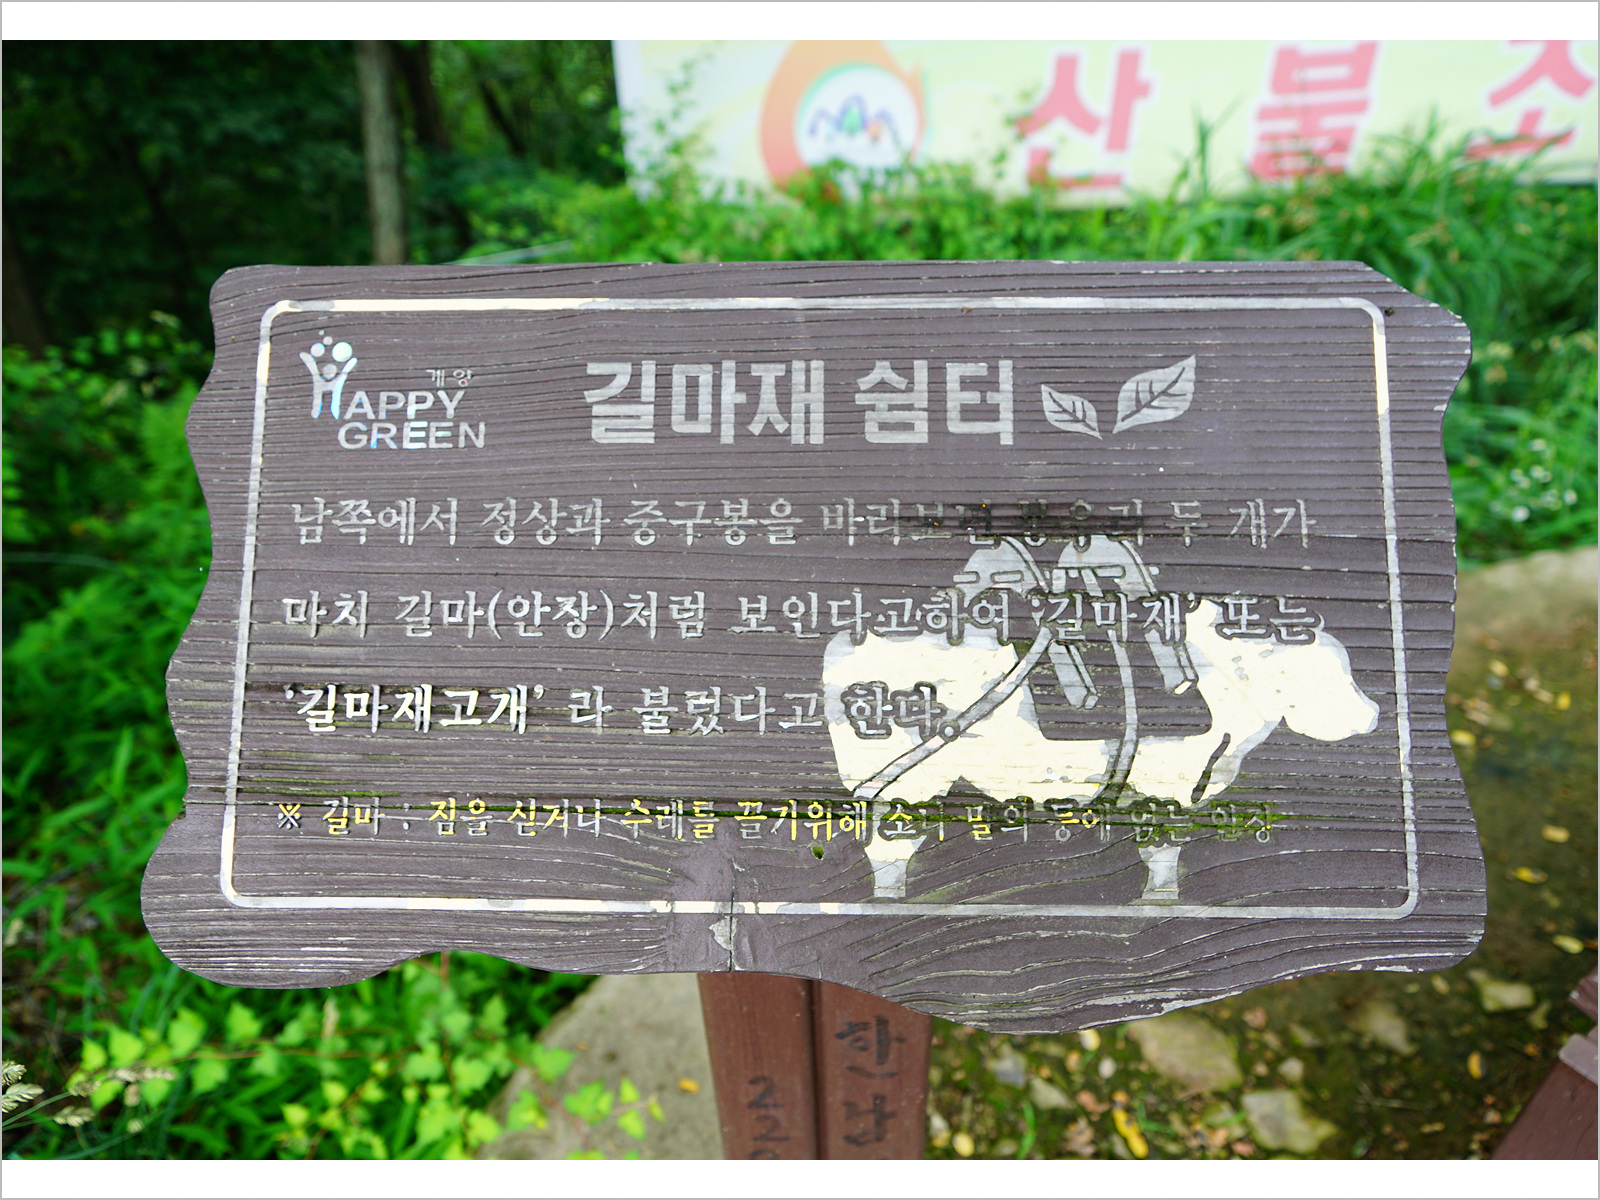 산불조
계양
HAPPY
GREEN
길마재 쉼터
남쪽에서 정상과 중구봉을 바라보면 봉우리 두 개가
마치 길마(안장)처럼 보인다고하여 '길마재' 또는
'길마재고개' 라 불렀다고 한다.
※ 길마 : 짐을 싣거나 수레를 끌기위해 소나 말의 등에 얹는 안장